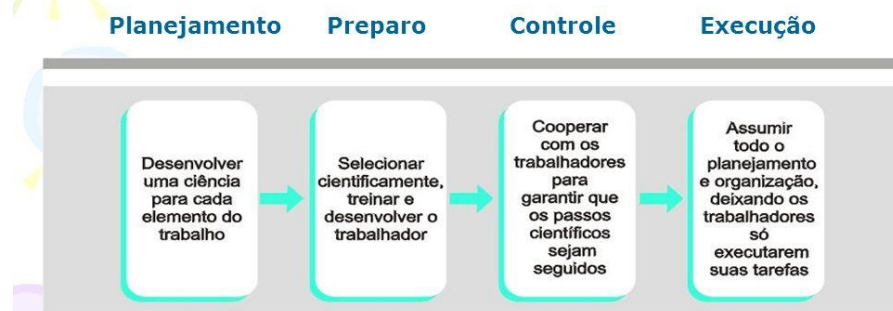 Planejamento Preparo Controle Execução
Desenvolver
uma ciência
para cada
elemento do
trabalho
Selecionar
cientificamente,
treinar e
desenvolver o
trabalhador
Cooperar
com os
trabalhadores
para
garantir que
os passos
científicos
sejam
seguidos
Assumir
todo o
planejamento
e organização,
deixando os
trabalhadores
só
executarem
suas tarefas